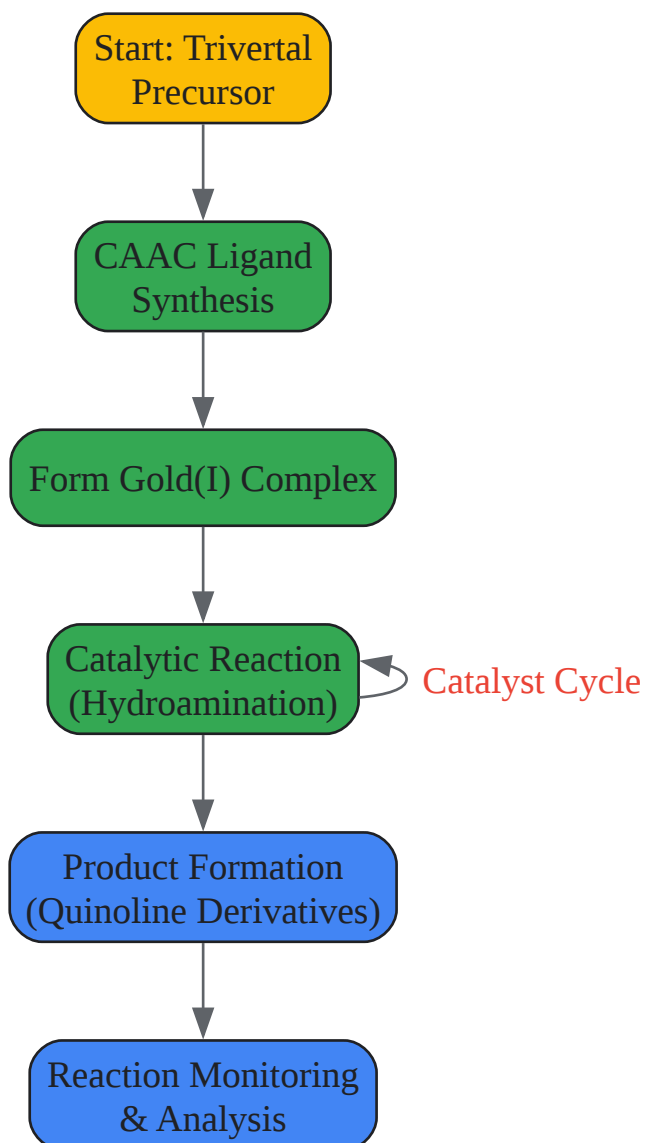 Start: Trivertal
Precursor
CAAC Ligand
Synthesis
Form Gold(I) Complex
Catalytic Reaction
(Hydroamination)
Catalyst Cycle
Product Formation
(Quinoline Derivatives)
Reaction Monitoring
& Analysis